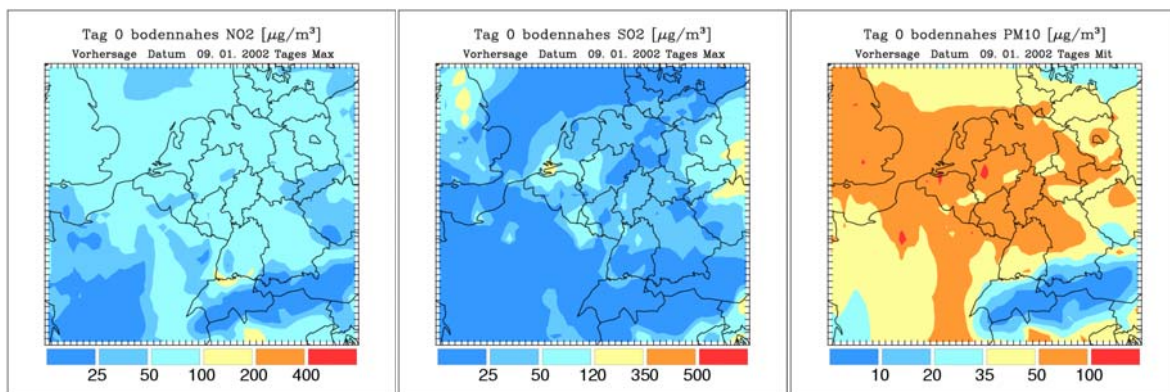 Tag 0 bodennahes NO2 [µg/m³]
Vorhersage Datum 09. 01. 2002 Tages Max
25 50 100 200 400
Tag 0 bodennahes SO2 [µg/m³]
Vorhersage Datum 09. 01. 2002 Tages Max
25 50 120 350 500
Tag 0 bodennahes PM10 [µg/m³]
Vorhersage Datum 09. 01. 2002 Tages Mit
10 20 35 50 100